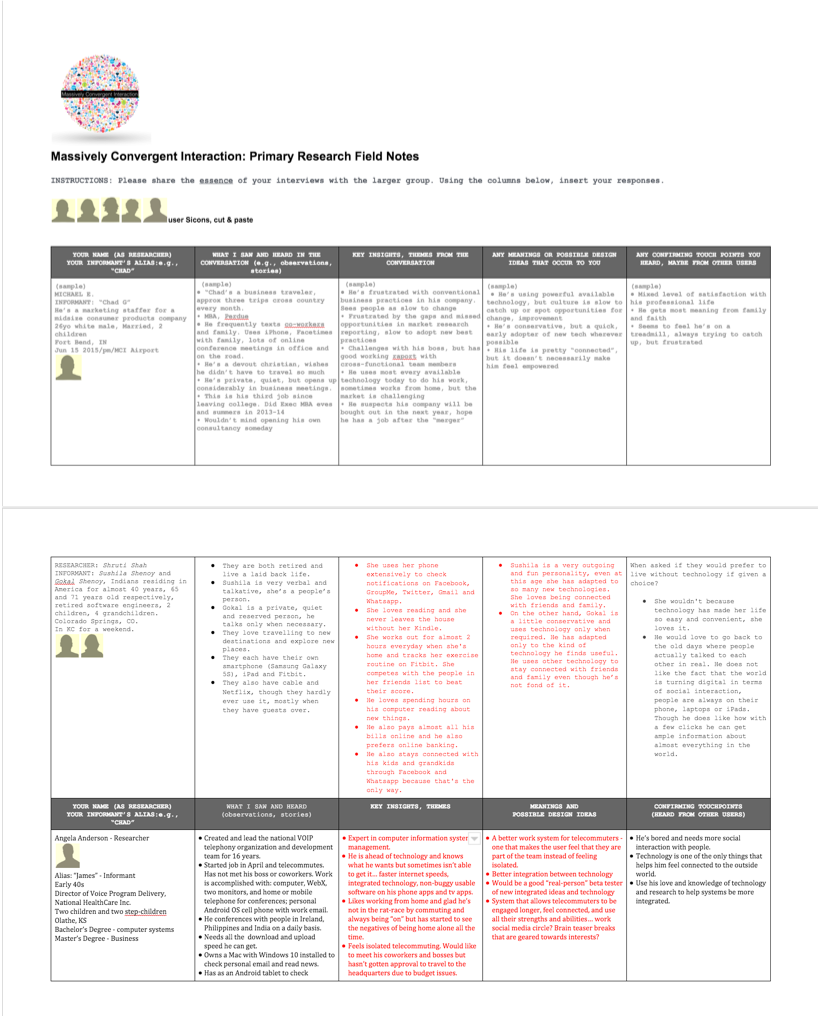 Massively Convergent Interaction
Massively Convergent Interaction: Primary Research Field Notes
INSTRUCTIONS: Please share the essence of your interviews with the larger group. Using the columns below, insert your responses.
user Sicons, cut & paste
YOUR NAME (AS RESEARCHER)
YOUR INFORMANT'S ALIAS:e.g.,
"CHAD"
WHAT I SAW AND HEARD IN THE
CONVERSATION (e.g., observations,
stories)
KEY INSIGHTS, THEMES FROM THE
CONVERSATION
ANY MEANINGS OR POSSIBLE DESIGN
IDEAS THAT OCCUR TO YOU
ANY CONFIRMING TOUCH POINTS YOU
HEARD, MAYBE FROM OTHER USERS
(sample)
MICHAEL E.
INFORMANT: "Chad G"
He's a marketing staffer for a
midsize consumer products company
26yo white male, Married, 2
children
Fort Bend, IN
Jun 15 2015/pm/MCI Airport
(sample)
• "Chad's a business traveler,
approx three trips cross country
every month.
• MBA, Perdue
• He frequently texts co-workers
and family. Uses iPhone, Facetimes
with family, lots of online
conference meetings in office and
on the road.
• He's a devout christian, wishes
he didn't have to travel so much
• He's private, quiet, but opens up
considerably in business meetings.
• This is his third job since
leaving college. Did Exec MBA eves
and summers in 2013-14
• Wouldn't mind opening his own
consultancy someday
(sample)
• He's frustrated with conventional
business practices in his company.
Sees people as slow to change
• Frustrated by the gaps and missed
opportunities in market research
reporting, slow to adopt new best
practices
• Challenges with his boss, but has
good working raport with
cross-functional team members
• He uses most every available
technology today to do his work,
sometimes works from home, but the
market is challenging
• He suspects his company will be
bought out in the next year, hope
he has a job after the "merger"
(sample)
• He's using powerful available
technology, but culture is slow to
catch up or spot opportunities for
change, improvement
• He's conservative, but a quick,
early adopter of new tech wherever
possible
• His life is pretty "connected",
but it doesn't necessarily make
him feel empowered
(sample)
• Mixed level of satisfaction with
his professional life
• He gets most meaning from family
and faith
• Seems to feel he's on a
treadmill, always trying to catch
up, but frustrated
RESEARCHER: Shruti Shah
INFORMANT: Sushila Shenoy and
Gokal Shenoy, Indians residing in
America for almost 40 years, 65
and 71 years old respectively,
retired software engineers, 2
children, 4 grandchildren.
Colorado Springs, CO.
In KC for a weekend.
● They are both retired and
live a laid back life.
● Sushila is very verbal and
talkative, she's a people's
person.
● Gokal is a private, quiet
and reserved person, he
talks only when necessary.
● They love travelling to new
destinations and explore new
places.
● They each have their own
smartphone (Samsung Galaxy
5S), iPad and Fitbit.
● They also have cable and
Netflix, though they hardly
ever use it, mostly when
they have guests over.
● She uses her phone
extensively to check
notifications on Facebook,
GroupMe, Twitter, Gmail and
Whatsapp.
● She loves reading and she
never leaves the house
without her Kindle.
● She works out for almost 2
hours everyday when she's
home and tracks her exercise
routine on Fitbit. She
competes with the people in
her friends list to beat
their score.
● He loves spending hours on
his computer reading about
new things.
● He also pays almost all his
bills online and he also
prefers online banking.
● He also stays connected with
his kids and grandkids
through Facebook and
Whatsapp because that's the
only way.
● Sushila is a very outgoing
and fun personality, even at
this age she has adapted to
so many new technologies.
She loves being connected
with friends and family.
● On the other hand, Gokal is
a little conservative and
uses technology only when
required. He has adapted
only to the kind of
technology he finds useful.
He uses other technology to
stay connected with friends
and family even though he's
not fond of it.
When asked if they would prefer to
live without technology if given a
choice?
● She wouldn't because
technology has made her life
so easy and convenient, she
loves it.
● He would love to go back to
the old days where people
actually talked to each
other in real. He does not
like the fact that the world
is turning digital in terms
of social interaction,
people are always on their
phone, laptops or iPads.
Though he does like how with
a few clicks he can get
ample information about
almost everything in the
world.
YOUR NAME (AS RESEARCHER)
YOUR INFORMANT'S ALIAS:e.g.,
"CHAD"
WHAT I SAW AND HEARD
(observations, stories)
KEY INSIGHTS, THEMES
MEANINGS AND
POSSIBLE DESIGN IDEAS
CONFIRMING TOUCHPOINTS
(HEARD FROM OTHER USERS)
Angela Anderson - Researcher
Alias: "James" - Informant
Early 40s
Director of Voice Program Delivery,
National HealthCare Inc.
Two children and two step-children
Olathe, KS
Bachelor's Degree - computer systems
Master's Degree - Business
● Created and lead the national VOIP
telephony organization and development
team for 16 years.
● Started job in April and telecommutes.
Has not met his boss or coworkers. Work
is accomplished with: computer, WebX,
two monitors, and home or mobile
telephone for conferences; personal
Android OS cell phone with work email.
● He conferences with people in Ireland,
Philippines and India on a daily basis.
● Needs all the download and upload
speed he can get.
● Owns a Mac with Windows 10 installed to
check personal email and read news.
● Has as an Android tablet to check
● Expert in computer information system
management.
● He is ahead of technology and knows
what he wants but sometimes isn't able
to get it... faster internet speeds,
integrated technology, non-buggy usable
software on his phone apps and tv apps.
● Likes working from home and glad he's
not in the rat-race by commuting and
always being "on" but has started to see
the negatives of being home alone all the
time.
● Feels isolated telecommuting. Would like
to meet his coworkers and bosses but
hasn't gotten approval to travel to the
headquarters due to budget issues.
● A better work system for telecommuters -
one that makes the user feel that they are
part of the team instead of feeling
isolated.
● Better integration between technology
● Would be a good "real-person" beta tester
of new integrated ideas and technology
● System that allows telecommuters to be
engaged longer, feel connected, and use
all their strengths and abilities... work
social media circle? Brain teaser breaks
that are geared towards interests?
● He's bored and needs more social
interaction with people.
● Technology is one of the only things that
helps him feel connected to the outside
world.
● Use his love and knowledge of technology
and research to help systems be more
integrated.